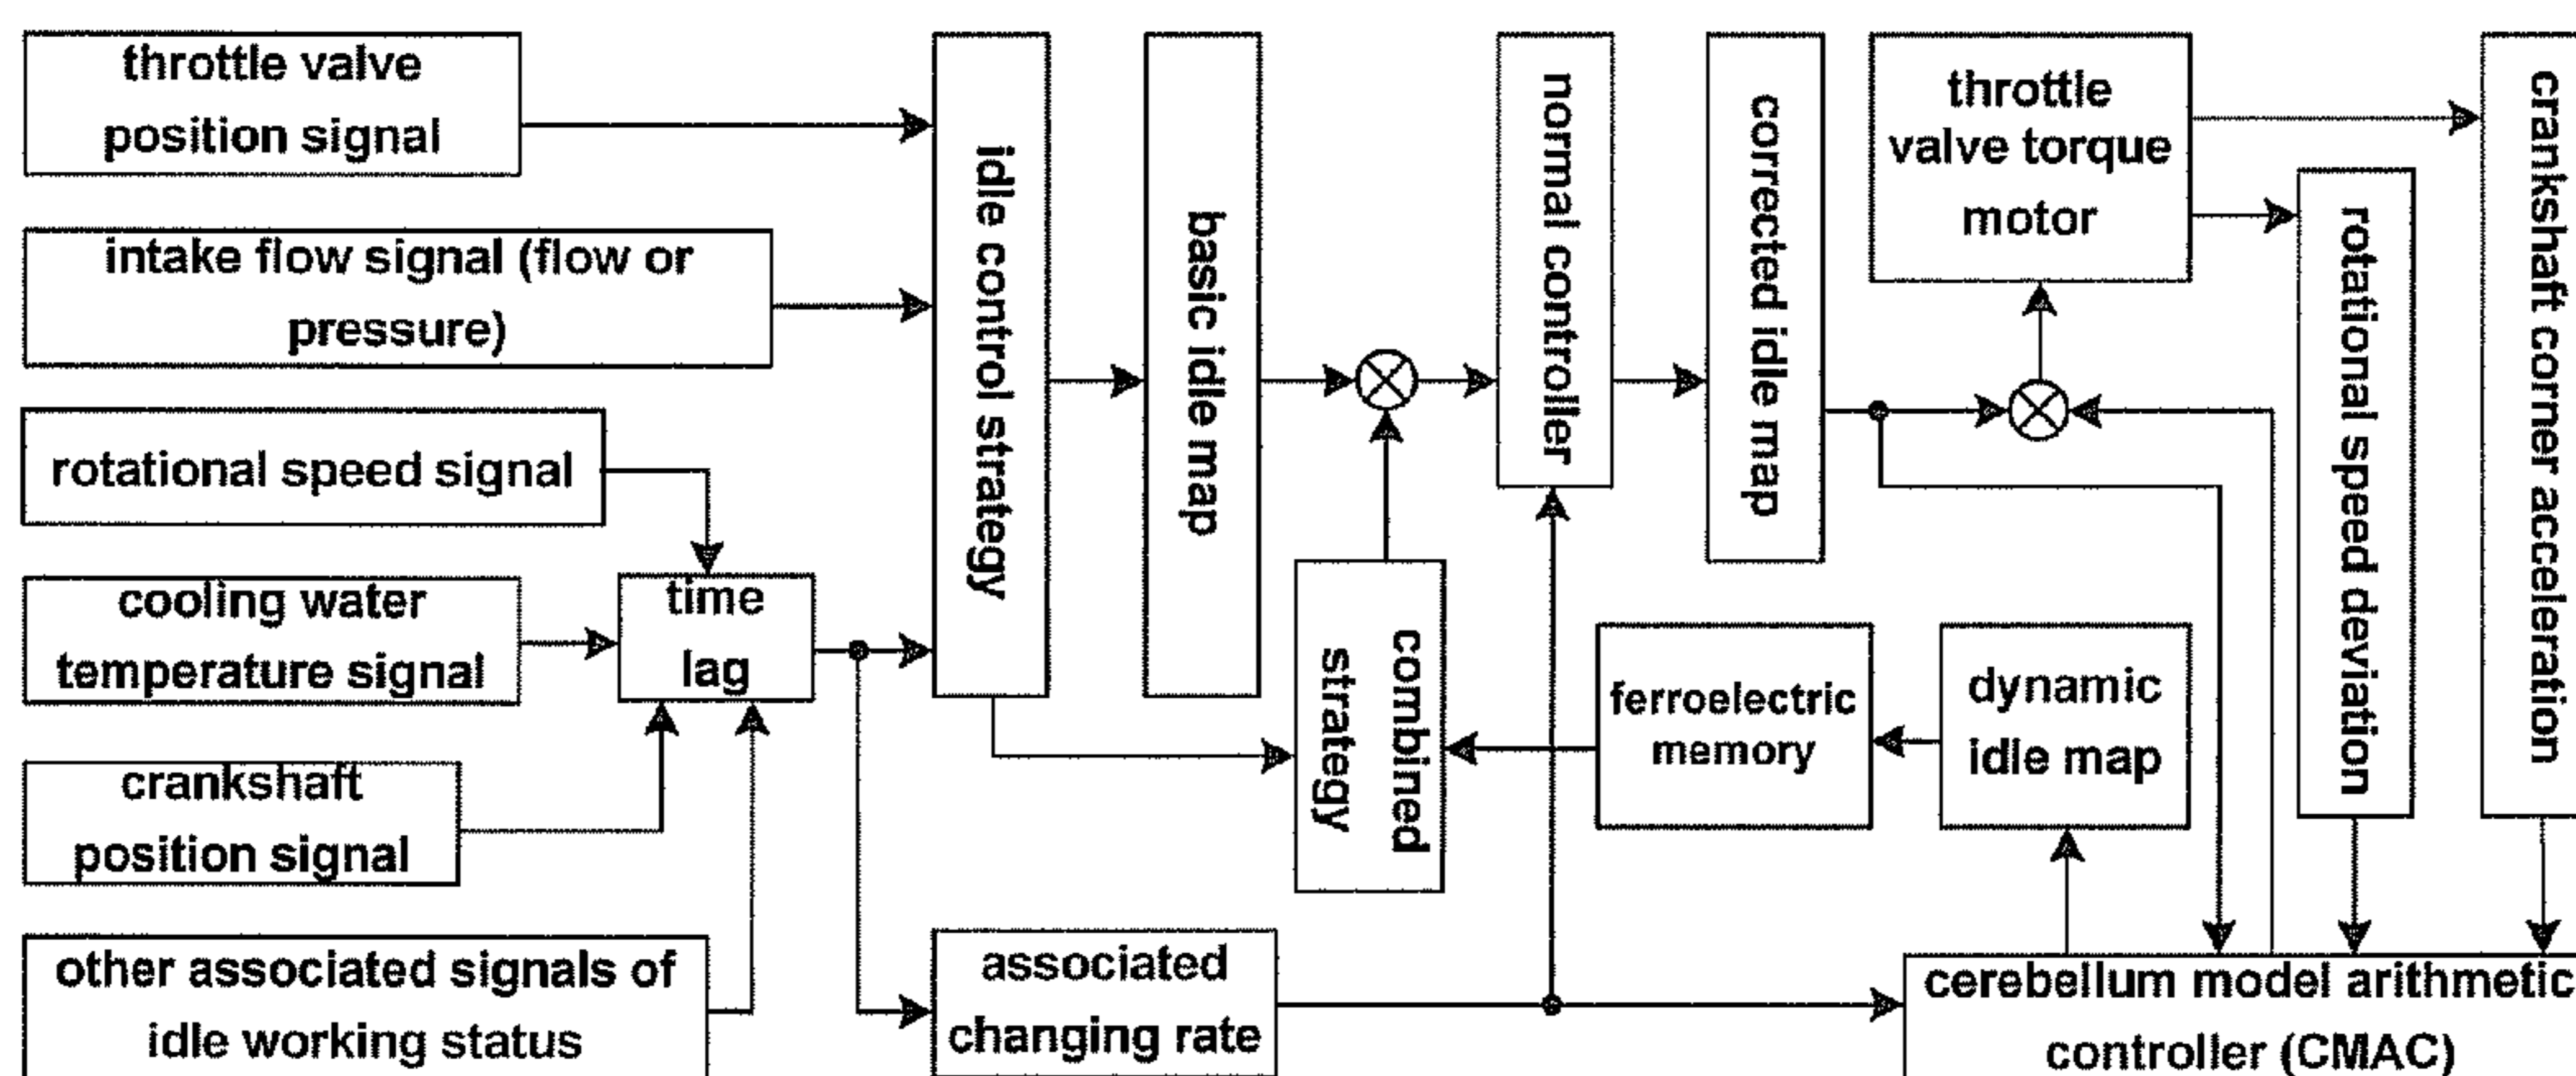 throttle valve
position signal
intake flow signal (flow or
pressure)
rotational speed signal
cooling water
temperature signal
crankshaft
position signal
other associated signals of
idle working status
time
lag
idle control strategy
basic idle map
combined
strategy
associated
changing rate
normal controller
corrected idle map
ferroelectric
memory
dynamic
idle map
throttle
valve torque
motor
rotational speed deviation
crankshaft corner acceleration
cerebellum model arithmetic
controller (CMAC)